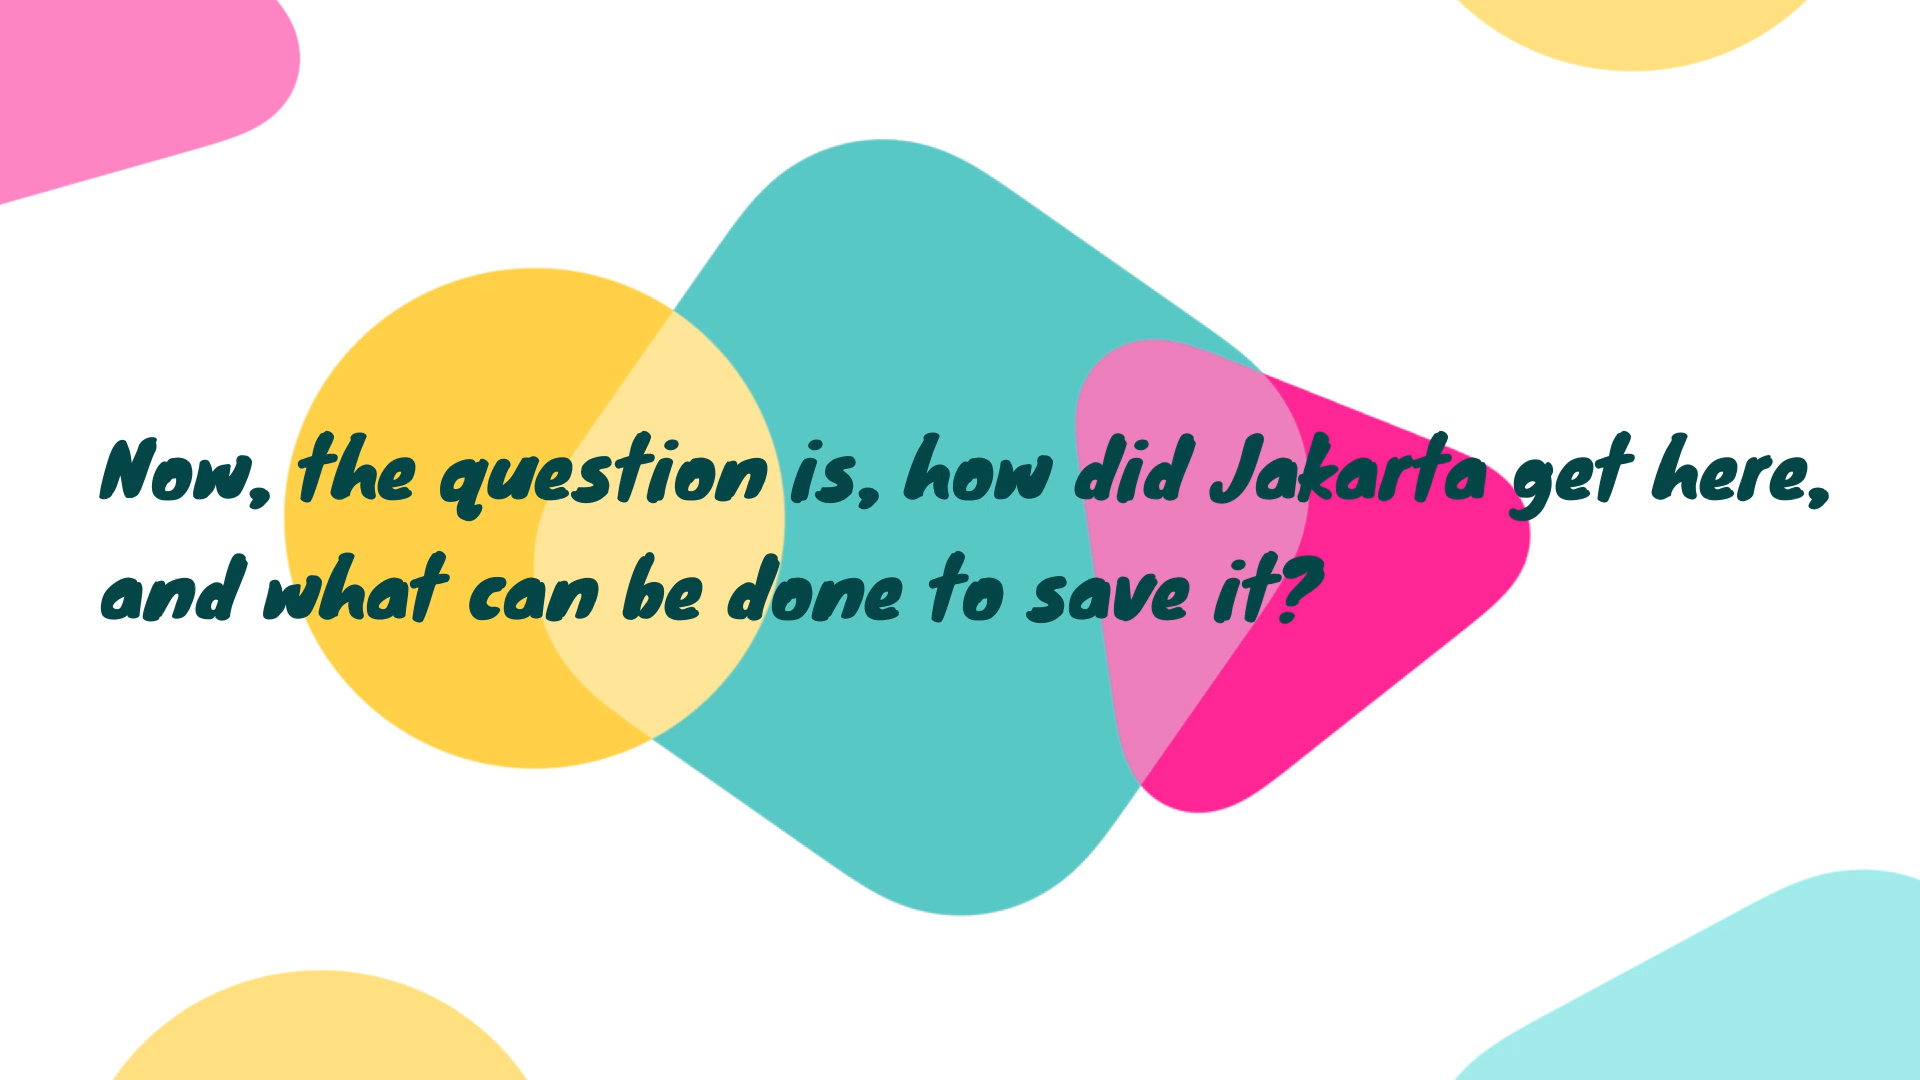 Now, the question is, how did Jakarta get here,
and what can be done to save it?